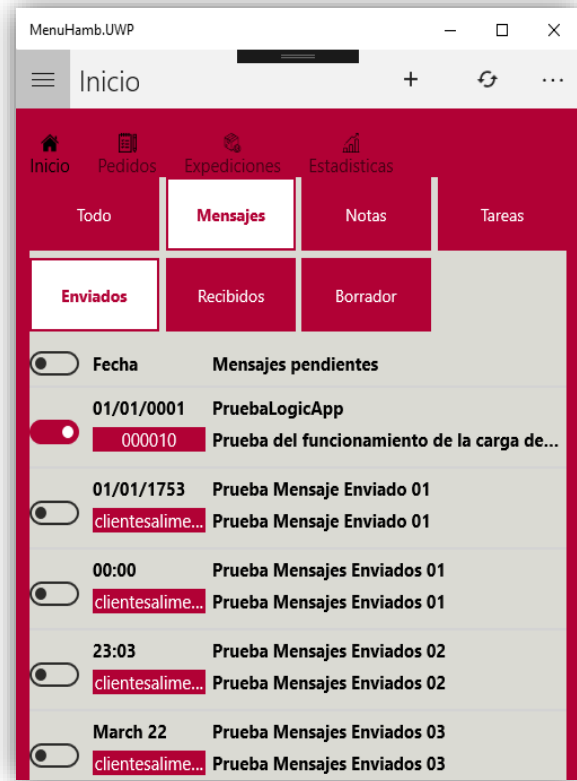 MenuHamb.UWP
Inicio
Inicio Pedidos Expediciones Estadísticas
Todo Mensajes Notas Tareas
Enviados Recibidos Borrador
Fecha Mensajes pendientes
01/01/0001 PruebaLogicApp
000010 Prueba del funcionamiento de la carga de...
01/01/1753 Prueba Mensaje Enviado 01
clientesalime... Prueba Mensaje Enviado 01
00:00 Prueba Mensajes Enviados 01
clientesalime... Prueba Mensajes Enviados 01
23:03 Prueba Mensajes Enviados 02
clientesalime... Prueba Mensajes Enviados 02
March 22 Prueba Mensajes Enviados 03
clientesalime... Prueba Mensajes Enviados 03